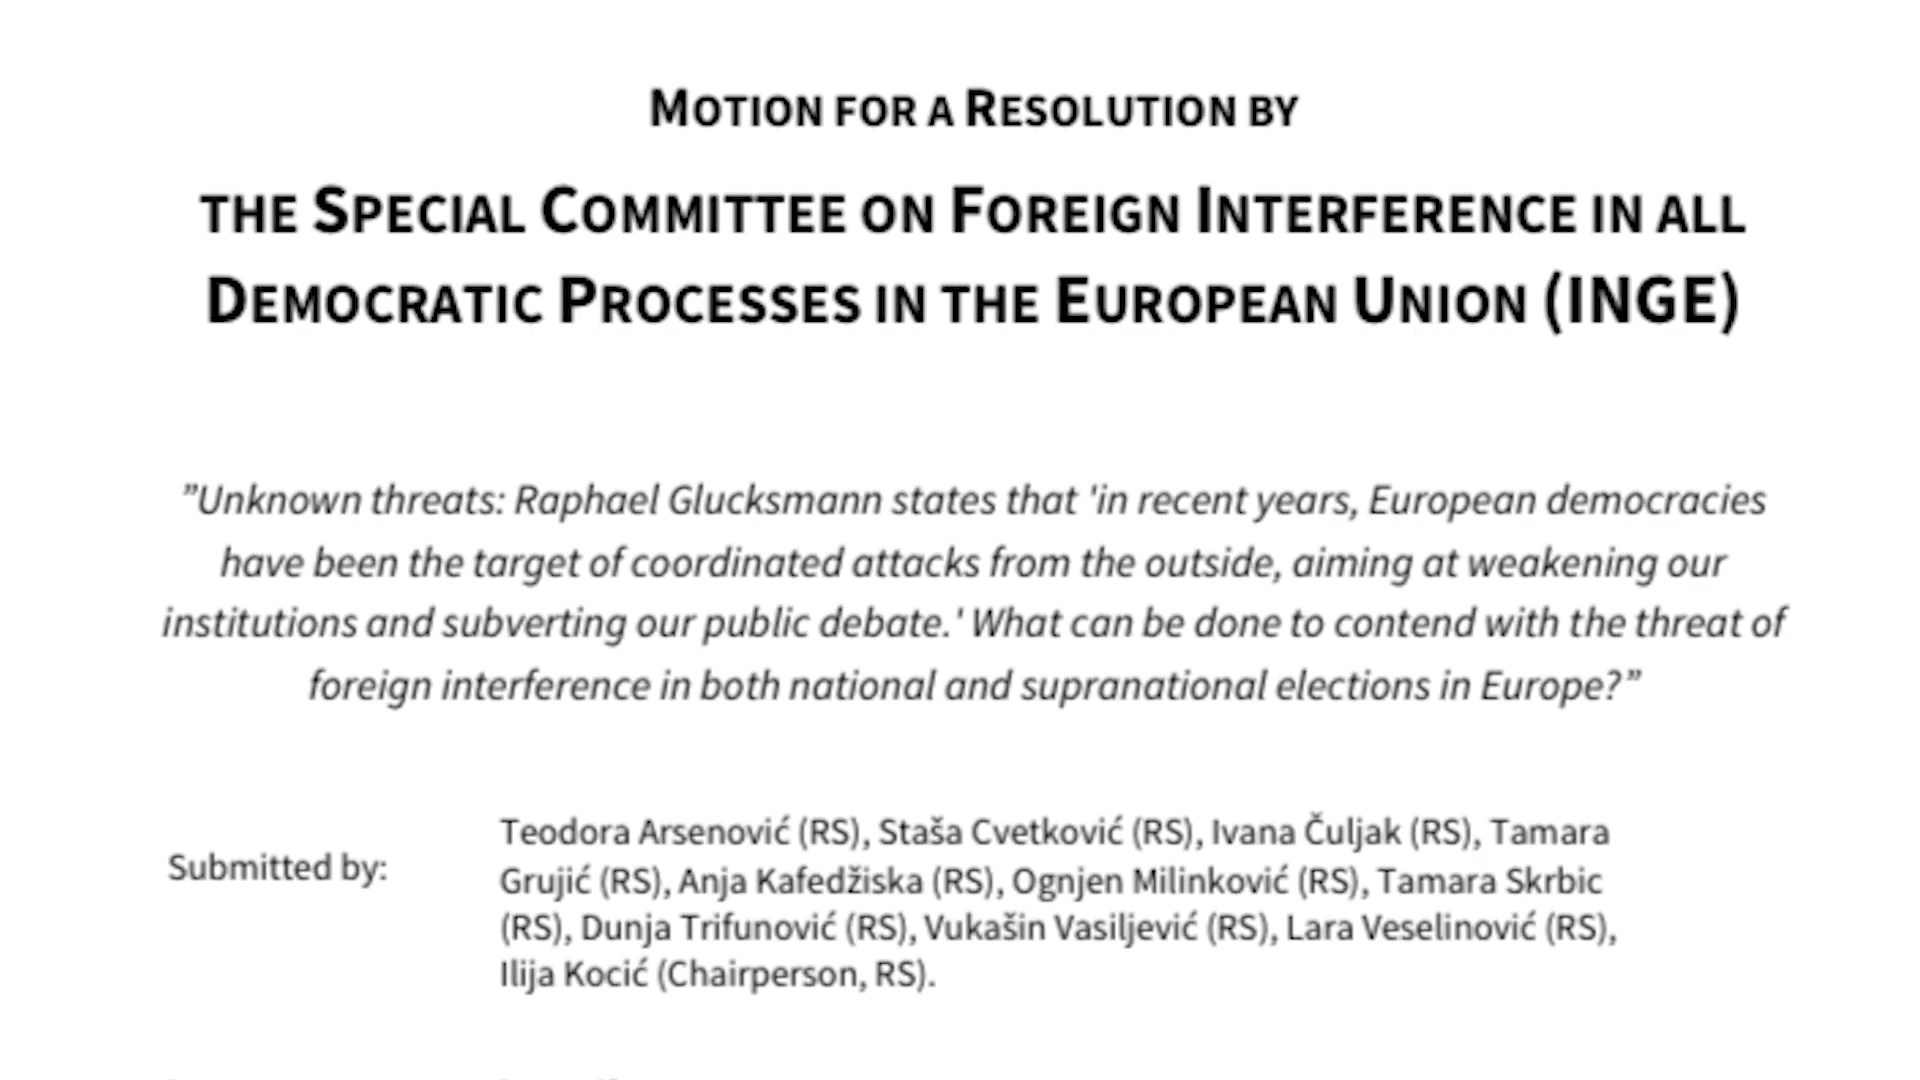 MOTION FOR A RESOLUTION BY
THE SPECIAL COMMITTEE ON FOREIGN INTERFERENCE IN ALL
DEMOCRATIC PROCESSES IN THE EUROPEAN UNION (INGE)
”Unknown threats: Raphael Glucksmann states that 'in recent years, European democracies
have been the target of coordinated attacks from the outside, aiming at weakening our
institutions and subverting our public debate.' What can be done to contend with the threat of
foreign interference in both national and supranational elections in Europe?”
Submitted by:
Teodora Arsenović (RS), Staša Cvetković (RS), Ivana Čuljak (RS), Tamara
Grujić (RS), Anja Kafedžiska (RS), Ognjen Milinković (RS), Tamara Skrbic
(RS), Dunja Trifunović (RS), Vukašin Vasiljević (RS), Lara Veselinović (RS),
Ilija Kocić (Chairperson, RS).